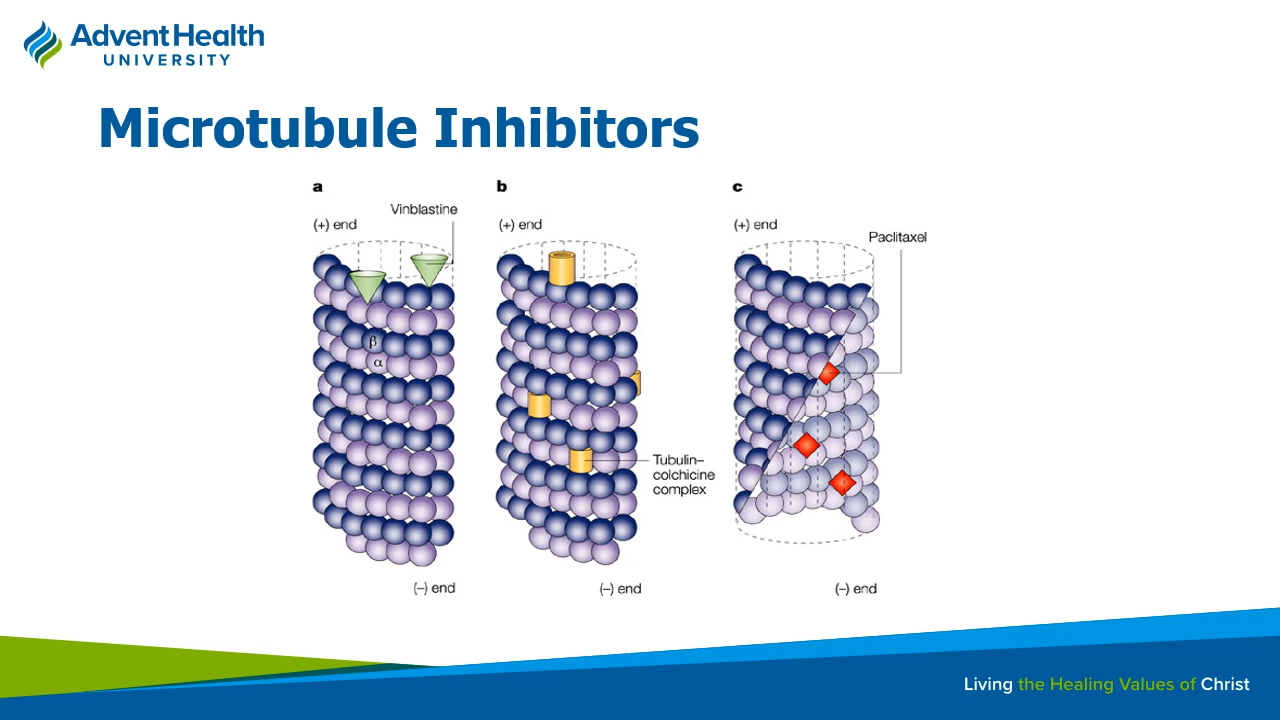 AdventHealth
UNIVERSITY
Microtubule Inhibitors
a
(+) end
Vinblastine
β
α
(–) end
b
(+) end
Tubulin–
colchicine
complex
(–) end
c
(+) end
Paclitaxel
(–) end
Living the Healing Values of Christ